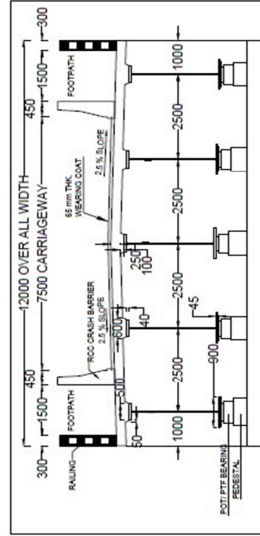 12000 OVER ALL WIDTH
300
1500
450
7500 CARRIAGEWAY
450
1500
300
RAILING
FOOTPATH
RCC CRASH BARRIER
2.5 % SLOPE
65 mm THK.
WEARING COAT
2.5 % SLOPE
FOOTPATH
500
600
250
100
50
40
1000
2500
2500
2500
2500
1000
900
45
POT/ PTF BEARING
PEDESTAL